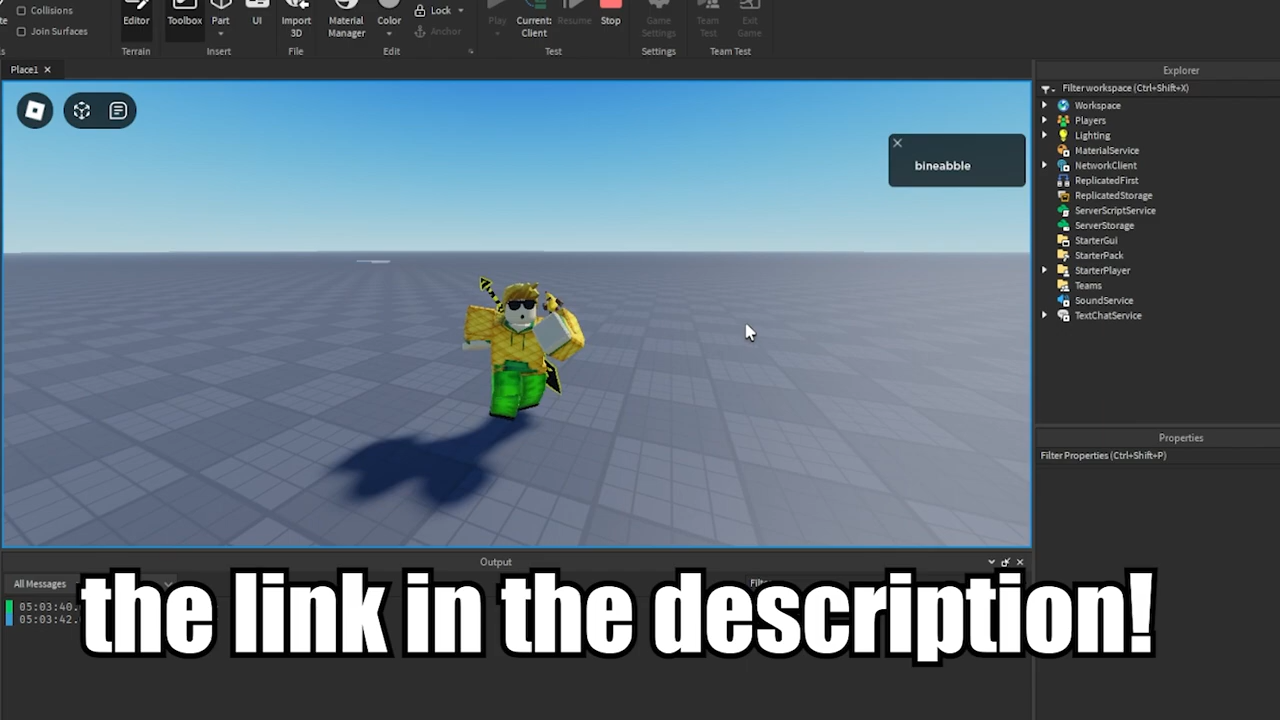 Collisions
Join Surfaces
Editor
Terrain
Toolbox
Part
UI
Insert
Import
3D
File
Material
Manager
Color
Lock
Anchor
Edit
Play
Current:
Client
Resume
Stop
Test
Game
Settings
Settings
Team
Test
Exit
Game
Team Test
Place1
bineabble
Explorer
Filter workspace (Ctrl+Shift+X)
Workspace
Players
Lighting
MaterialService
NetworkClient
ReplicatedFirst
ReplicatedStorage
ServerScriptService
ServerStorage
StarterGui
StarterPack
StarterPlayer
Teams
SoundService
TextChatService
Properties
Filter Properties (Ctrl+Shift+P)
Output
All Messages
05:03:40.
05:03:42.
the link in the description!